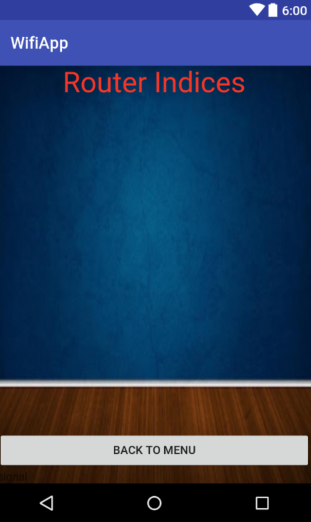 6:00
WifiApp
Router Indices
BACK TO MENU